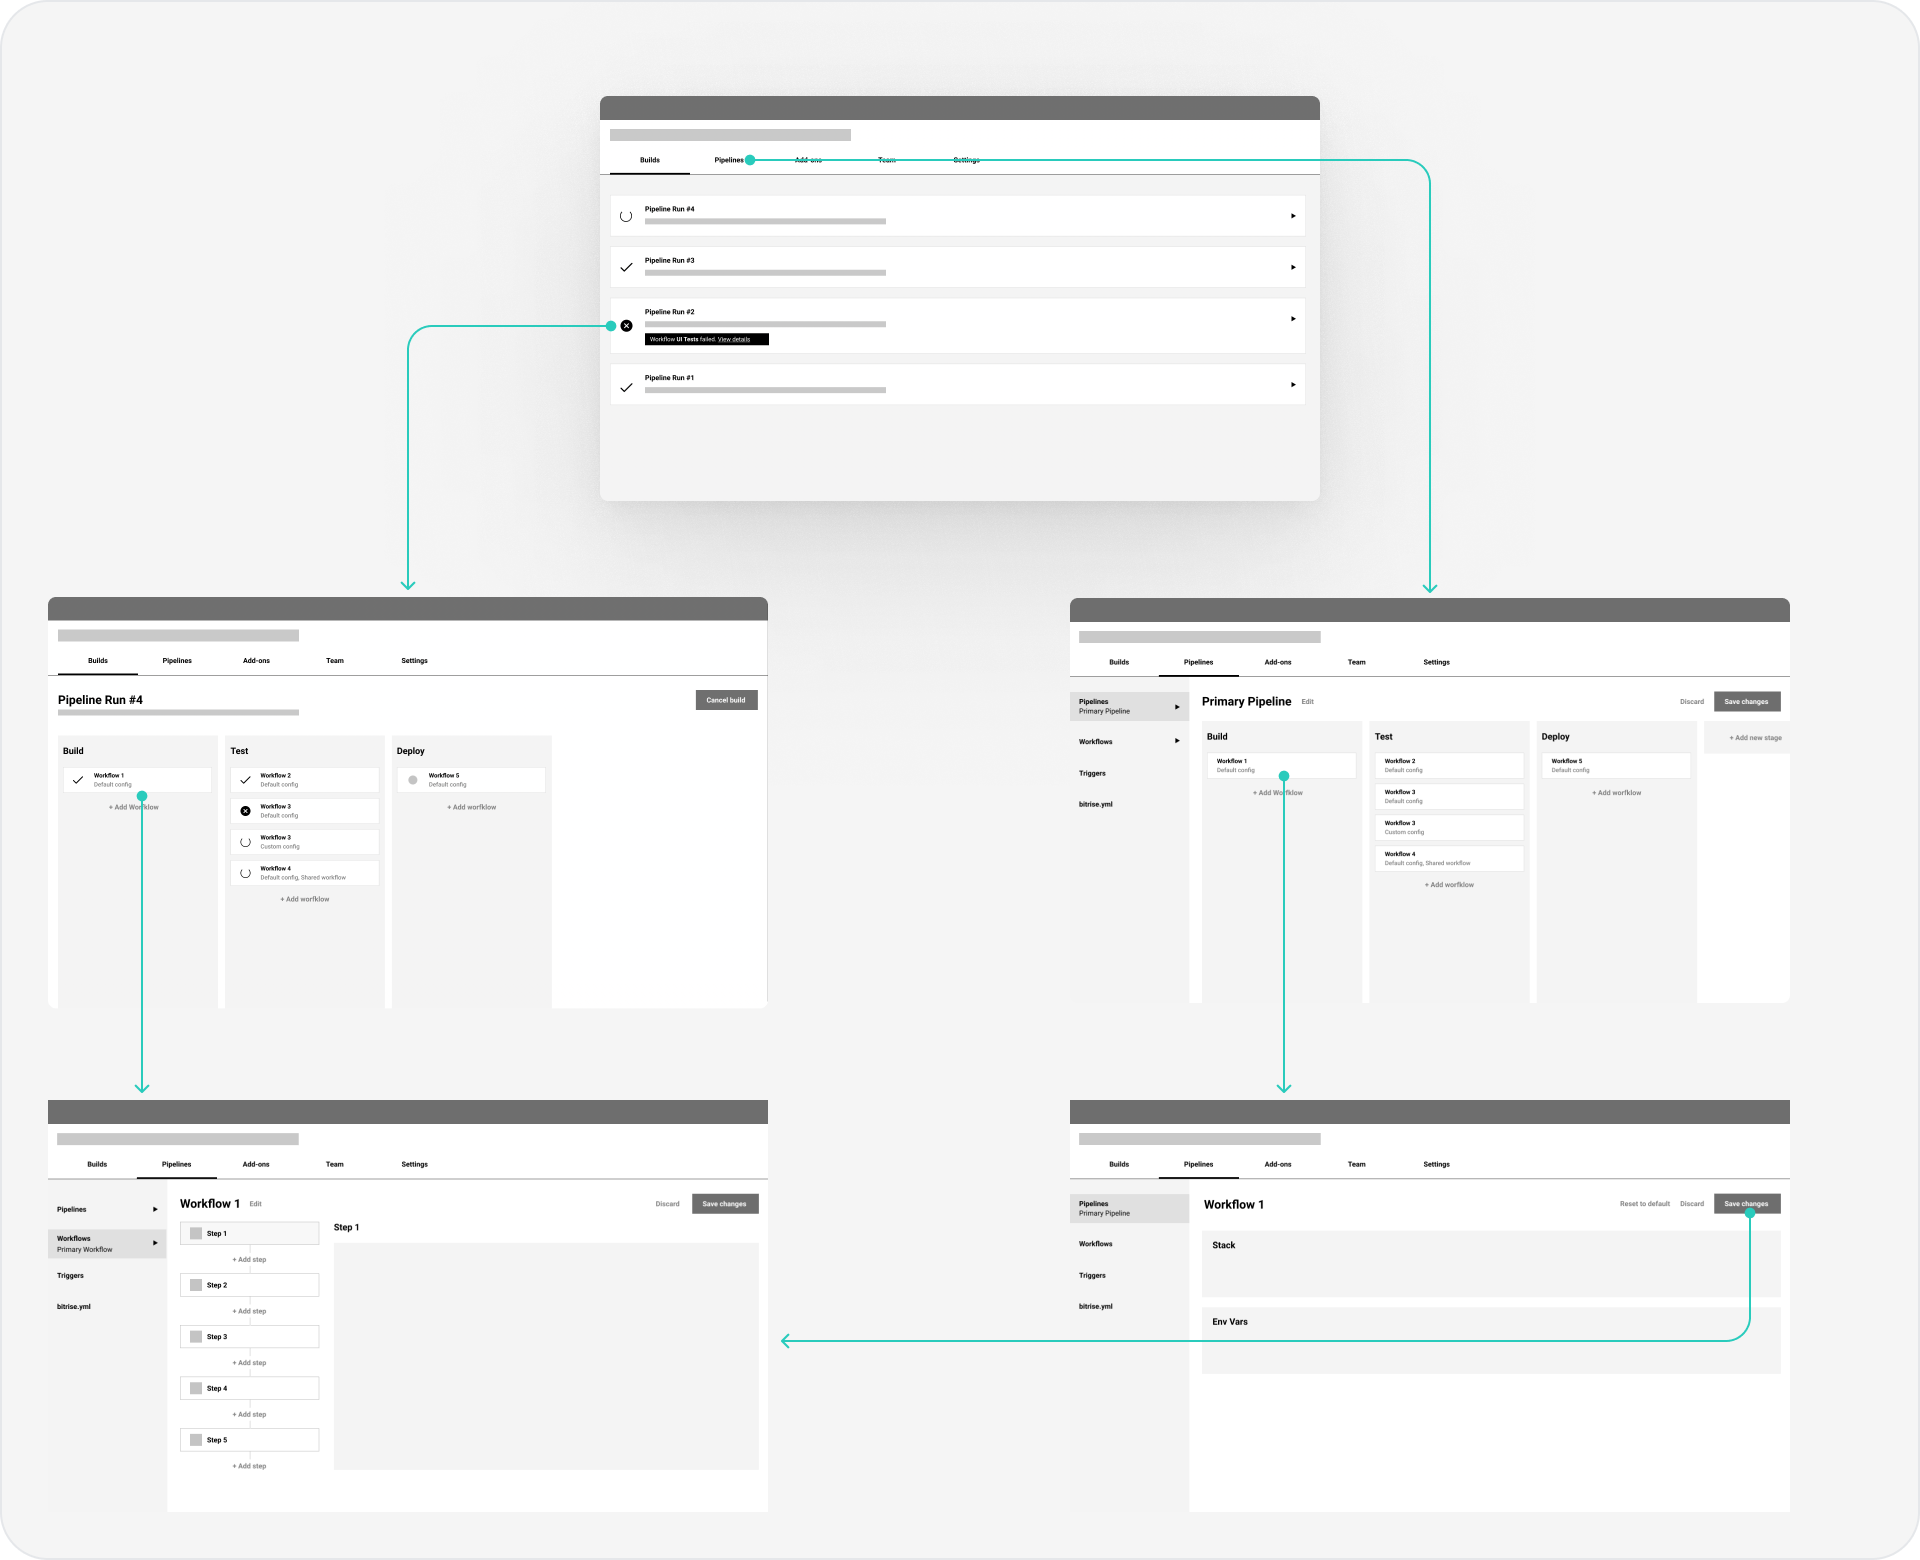 Builds Pipelines Add-ons Team Settings
Pipeline Run #4
Pipeline Run #3
Pipeline Run #2
Workflow UI Tests failed. View details
Pipeline Run #1
Builds Pipelines Add-ons Team Settings
Pipeline Run #4
Cancel build
Build
Workflow 1
Default config
+ Add Worfklow
Test
Workflow 2
Default config
Workflow 3
Default config
Workflow 3
Custom config
Workflow 4
Default config, Shared workflow
+ Add worfklow
Deploy
Workflow 5
Default config
+ Add worfklow
Builds Pipelines Add-ons Team Settings
Pipelines
Primary Pipeline
Workflows
Triggers
bitrise.yml
Primary Pipeline Edit
Discard Save changes
Build
Workflow 1
Default config
+ Add Worfklow
Test
Workflow 2
Default config
Workflow 3
Default config
Workflow 3
Custom config
Workflow 4
Default config, Shared workflow
+ Add worfklow
Deploy
Workflow 5
Default config
+ Add worfklow
+ Add new stage
Builds Pipelines Add-ons Team Settings
Pipelines
Workflows
Primary Workflow
Triggers
bitrise.yml
Workflow 1 Edit
Discard Save changes
Step 1
+ Add step
Step 2
+ Add step
Step 3
+ Add step
Step 4
+ Add step
Step 5
+ Add step
Step 1
Builds Pipelines Add-ons Team Settings
Pipelines
Primary Pipeline
Workflows
Triggers
bitrise.yml
Workflow 1
Reset to default Discard Save changes
Stack
Env Vars